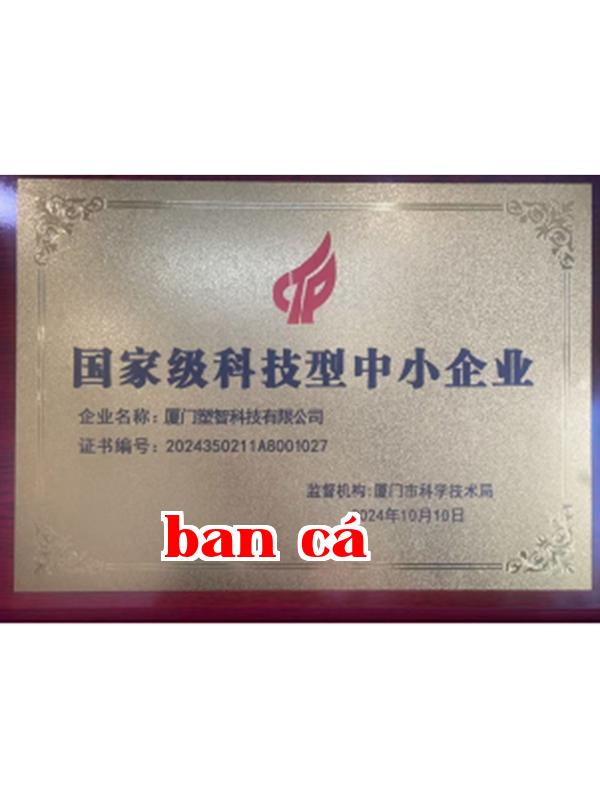 国家级科技型中小企业
企业名称: 厦门塑智科技有限公司
证书编号: 2024350211A8001027
监督机构:厦门市科学技术局
2024年10月10日
ban cá